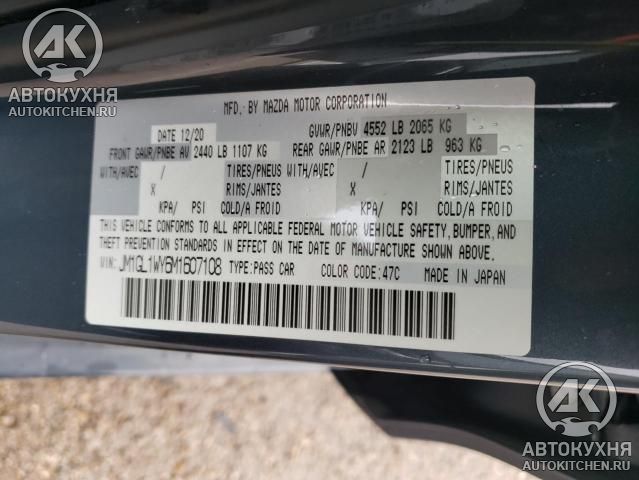 AK
АВТОКУХНЯ
AUTOKITCHEN.RU
MFD. BY MAZDA MOTOR CORPORATION
DATE 12/20 GVWR/PNBV 4552 LB 2065 KG
FRONT GAWR/PNBE AV 2440 LB 1107 KG REAR GAWR/PNBE AR 2123 LB 963 KG
WITH/AVEC / TIRES/PNEUS WITH/AVEC / TIRES/PNEUS
X RIMS/JANTES X RIMS/JANTES
KPA/ PSI COLD/A FROID KPA/ PSI COLD/A FROID
THIS VEHICLE CONFORMS TO ALL APPLICABLE FEDERAL MOTOR VEHICLE SAFETY, BUMPER, AND
THEFT PREVENTION STANDARDS IN EFFECT ON THE DATE OF MANUFACTURE SHOWN ABOVE.
VIN: JM1GL1WY6M1607108 TYPE:PASS CAR COLOR: 47C MADE IN JAPAN
AK
АВТОКУХНЯ
AUTOKITCHEN.RU